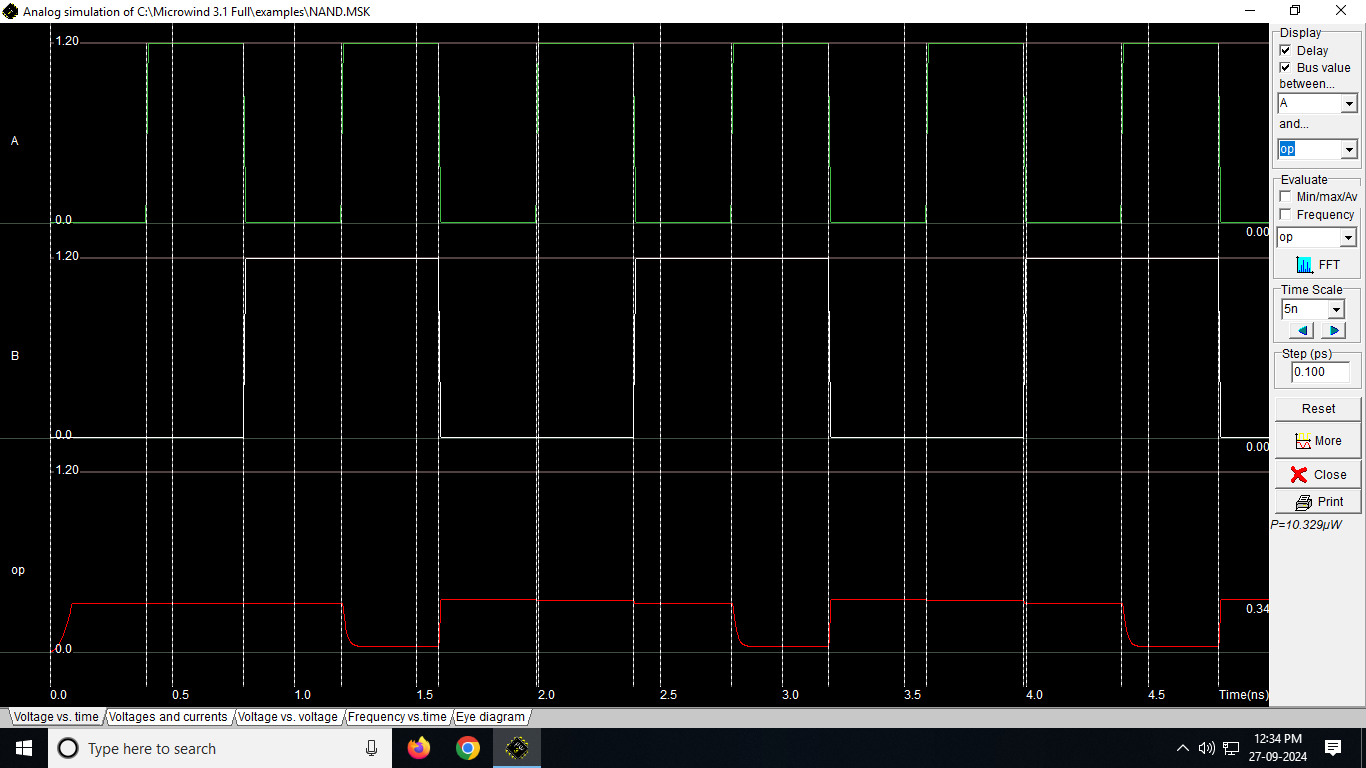 Analog simulation of C:\Microwind 3.1 Full\examples\NAND.MSK
1.20
A
0.0
0.00
1.20
B
0.0
0.00
1.20
op
0.34
0.0
0.0 0.5 1.0 1.5 2.0 2.5 3.0 3.5 4.0 4.5 Time(ns)
Display
Delay
Bus value
between...
A
and...
op
Evaluate
Min/max/Av
Frequency
op
FFT
Time Scale
5n
Step (ps)
0.100
Reset
More
Close
Print
P=10.329µW
Voltage vs. time Voltages and currents Voltage vs. voltage Frequency vs.time Eye diagram
Type here to search
12:34 PM
27-09-2024